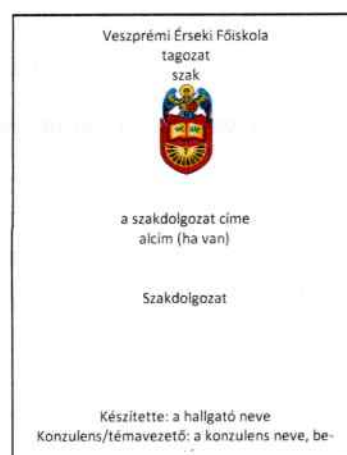 Veszprémi Érseki Főiskola
tagozat
szak
a szakdolgozat címe
alcím (ha van)
Szakdolgozat
Készítette: a hallgató neve
Konzulens/témavezető: a konzulens neve, be-